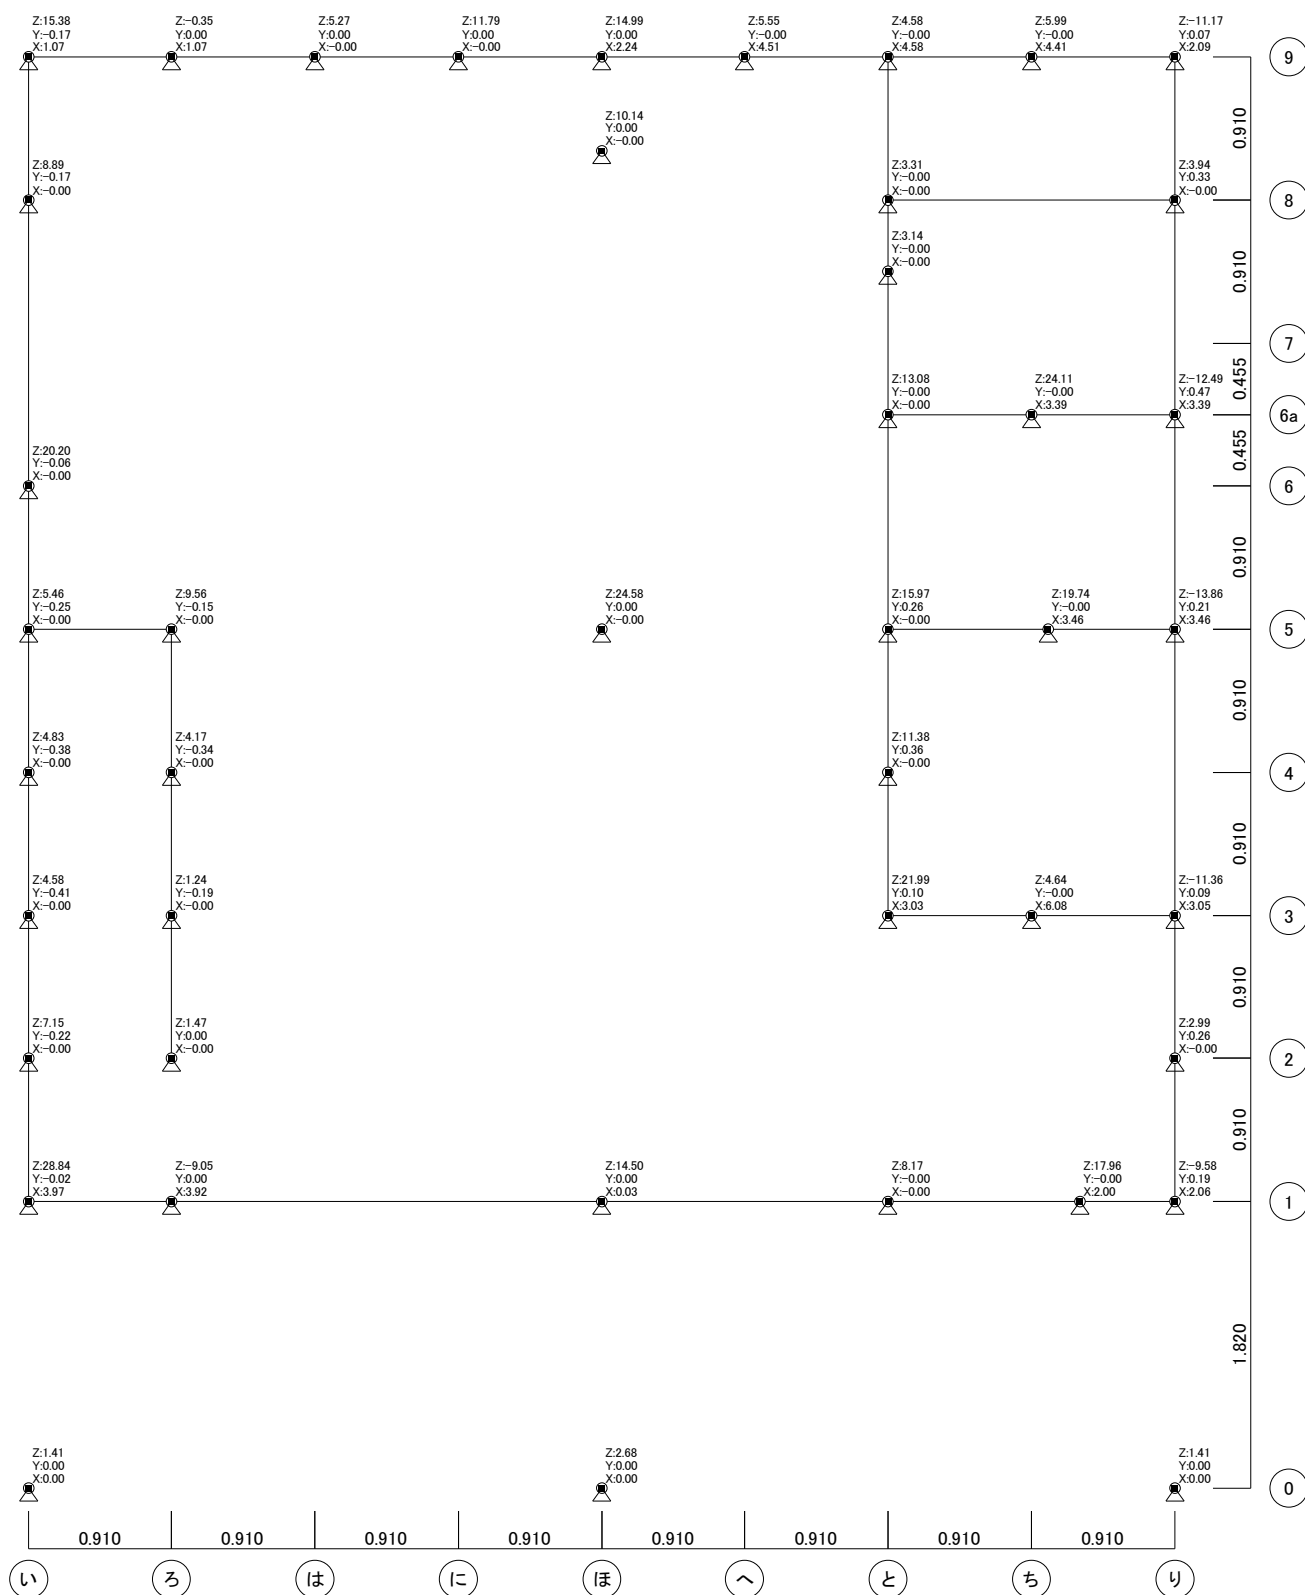 Z:15.38
Y:-0.17
X:1.07
Z:-0.35
Y:0.00
X:1.07
Z:5.27
Y:0.00
X:-0.00
Z:11.79
Y:0.00
X:-0.00
Z:14.99
Y:0.00
X:2.24
Z:5.55
Y:-0.00
X:4.51
Z:4.58
Y:-0.00
X:4.58
Z:5.99
Y:-0.00
X:4.41
Z:-11.17
Y:0.07
X:2.09
9
0.910
Z:10.14
Y:0.00
X:-0.00
Z:8.89
Y:-0.17
X:-0.00
Z:3.31
Y:-0.00
X:-0.00
Z:3.94
Y:0.33
X:-0.00
8
Z:3.14
Y:-0.00
X:-0.00
0.910
7
0.455
Z:13.08
Y:-0.00
X:-0.00
Z:24.11
Y:-0.00
X:3.39
Z:-12.49
Y:0.47
X:3.39
6a
0.455
Z:20.20
Y:-0.06
X:-0.00
6
0.910
Z:5.46
Y:-0.25
X:-0.00
Z:9.56
Y:-0.15
X:-0.00
Z:24.58
Y:0.00
X:-0.00
Z:15.97
Y:0.26
X:-0.00
Z:19.74
Y:-0.00
X:3.46
Z:-13.86
Y:0.21
X:3.46
5
0.910
Z:4.83
Y:-0.38
X:-0.00
Z:4.17
Y:-0.34
X:-0.00
Z:11.38
Y:0.36
X:-0.00
4
0.910
Z:4.58
Y:-0.41
X:-0.00
Z:1.24
Y:-0.19
X:-0.00
Z:21.99
Y:0.10
X:3.03
Z:4.64
Y:-0.00
X:6.08
Z:-11.36
Y:0.09
X:3.05
3
0.910
Z:7.15
Y:-0.22
X:-0.00
Z:1.47
Y:0.00
X:-0.00
Z:2.99
Y:0.26
X:-0.00
2
0.910
Z:28.84
Y:-0.02
X:3.97
Z:-9.05
Y:0.00
X:3.92
Z:14.50
Y:0.00
X:0.03
Z:8.17
Y:-0.00
X:-0.00
Z:17.96
Y:-0.00
X:2.00
Z:-9.58
Y:0.19
X:2.06
1
1.820
Z:1.41
Y:0.00
X:0.00
Z:2.68
Y:0.00
X:0.00
Z:1.41
Y:0.00
X:0.00
0
0.910 0.910 0.910 0.910 0.910 0.910 0.910 0.910
い ろ は に ほ へ と ち り